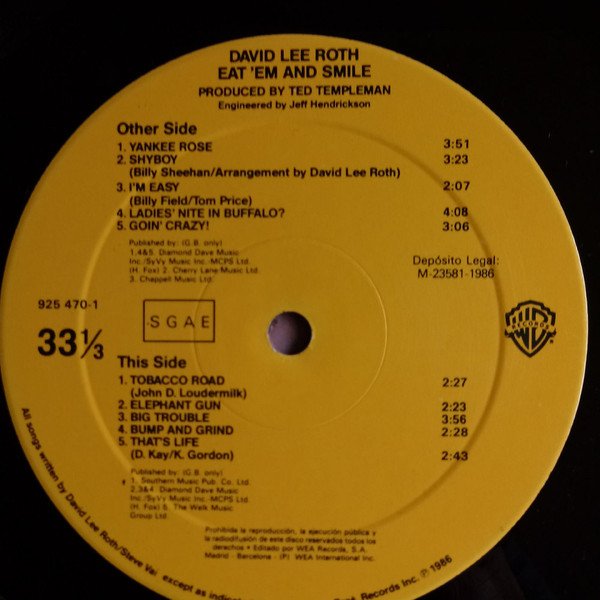 DAVID LEE ROTH
EAT 'EM AND SMILE
PRODUCED BY TED TEMPLEMAN
Engineered by Jeff Hendrickson
Other Side
1. YANKEE ROSE 3:51
2. SHYBOY 3:23
(Billy Sheehan/Arrangement by David Lee Roth)
3. I'M EASY 2:07
(Billy Field/Tom Price)
4. LADIES' NITE IN BUFFALO? 4:08
5. GOIN' CRAZY! 3:06
Published by: (G.B. only)
1.4&5. Diamond Dave Music
Inc./SyVy Music Inc.·MCPS Ltd.
(H. Fox) 2. Cherry Lane Music Ltd.
3. Chappell Music Ltd.
Depósito Legal:
M-23581-1986
925 470-1
SGAE
33 1/3
WB
RECORDS
This Side
1. TOBACCO ROAD 2:27
(John D. Loudermilk)
2. ELEPHANT GUN 2:23
3. BIG TROUBLE 3:56
4. BUMP AND GRIND 2:28
5. THAT'S LIFE
(D. Kay/K. Gordon) 2:43
Published by: (G.B. only)
1. Southern Music Pub. Co. Ltd.
2.3&4. Diamond Dave Music
Inc./SyVy Music Inc.·MCPS Ltd.
(H. Fox) 5. The Walk Music
Group Ltd.
Prohibida la reproducción, la ejecución pública y
la radiodifusión de este disco reservados todos los
derechos • Editado por WEA Records, S.A.
Madrid - Barcelona - (P) WEA International Inc.
All songs written by David Lee Roth/Steve Vai except as indic
Records Inc. ℗ 1986